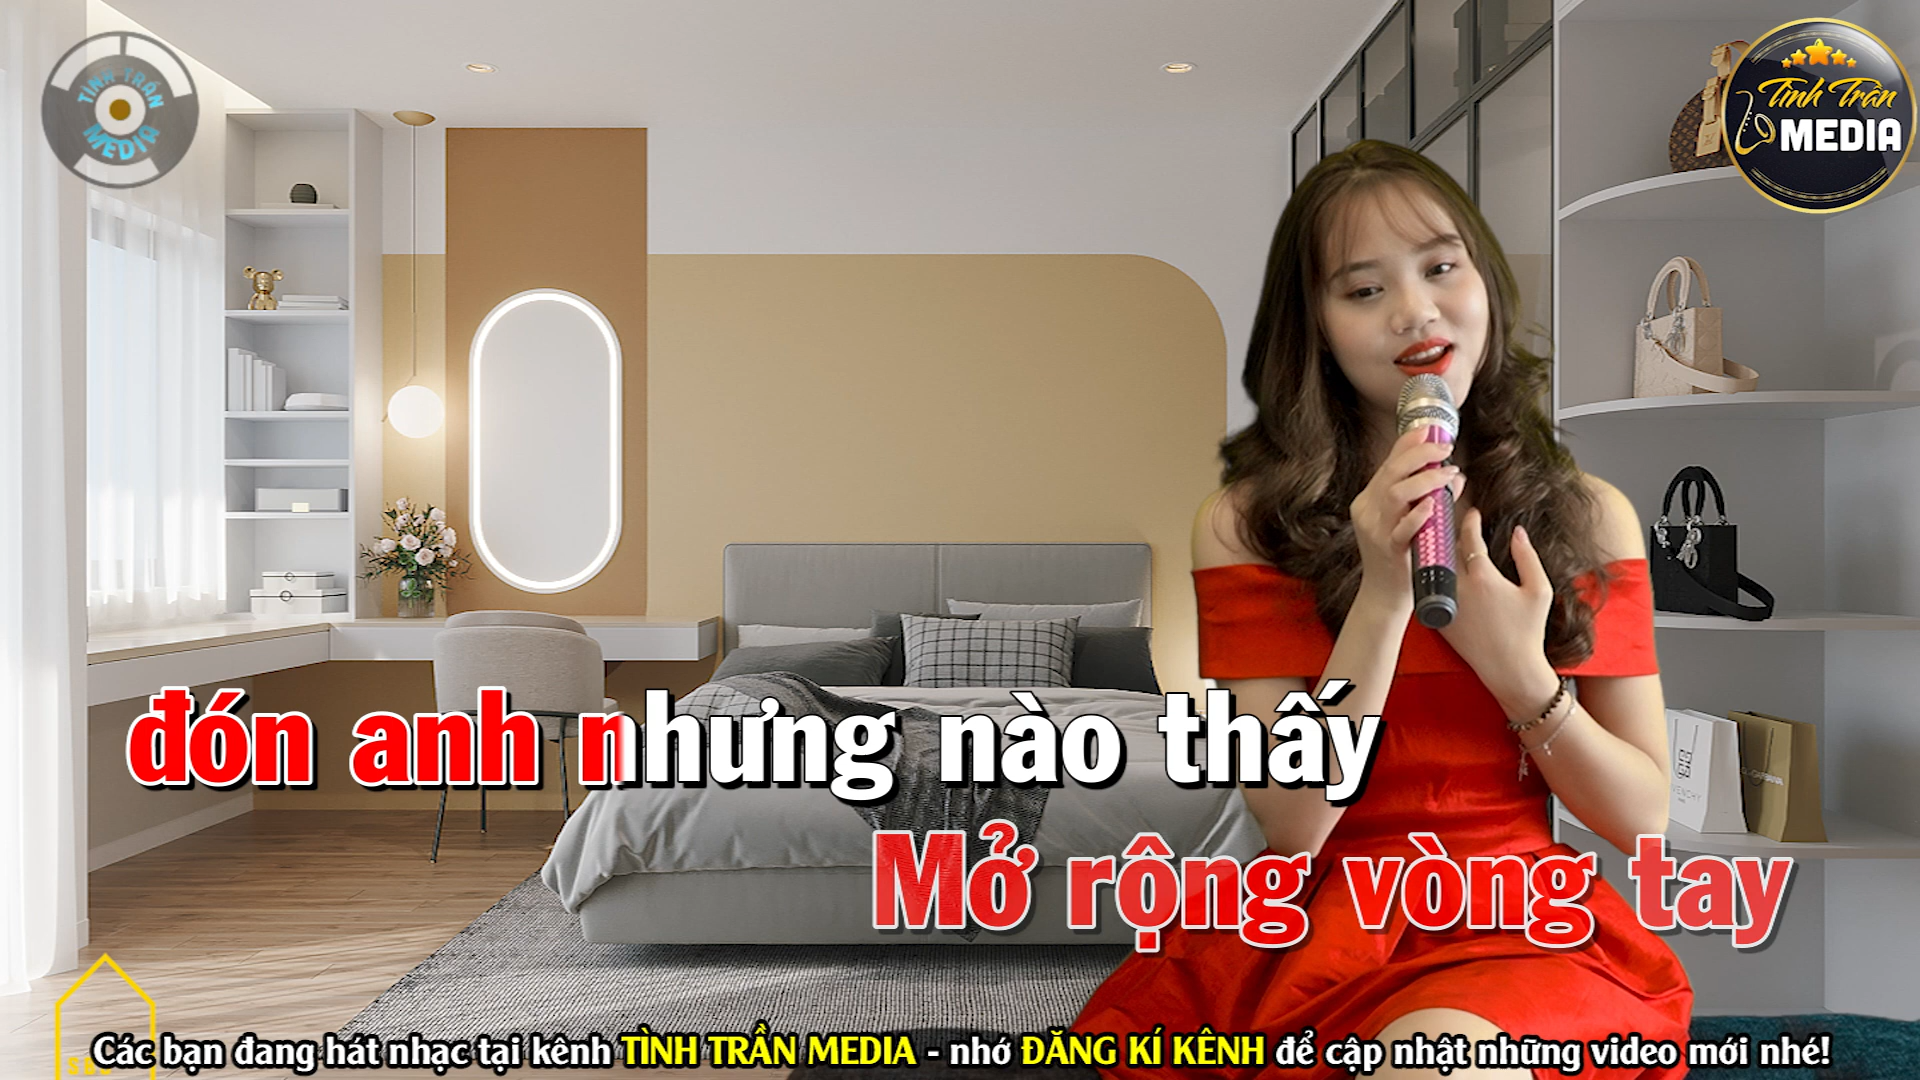 TÌNH TRẦN
MEDIA
Tình Trần
MEDIA
đón anh nhưng nào thấy
Mở rộng vòng tay
Các bạn đang hát nhạc tại kênh TÌNH TRẦN MEDIA - nhớ ĐĂNG KÍ KÊNH để cập nhật những video mới nhé!